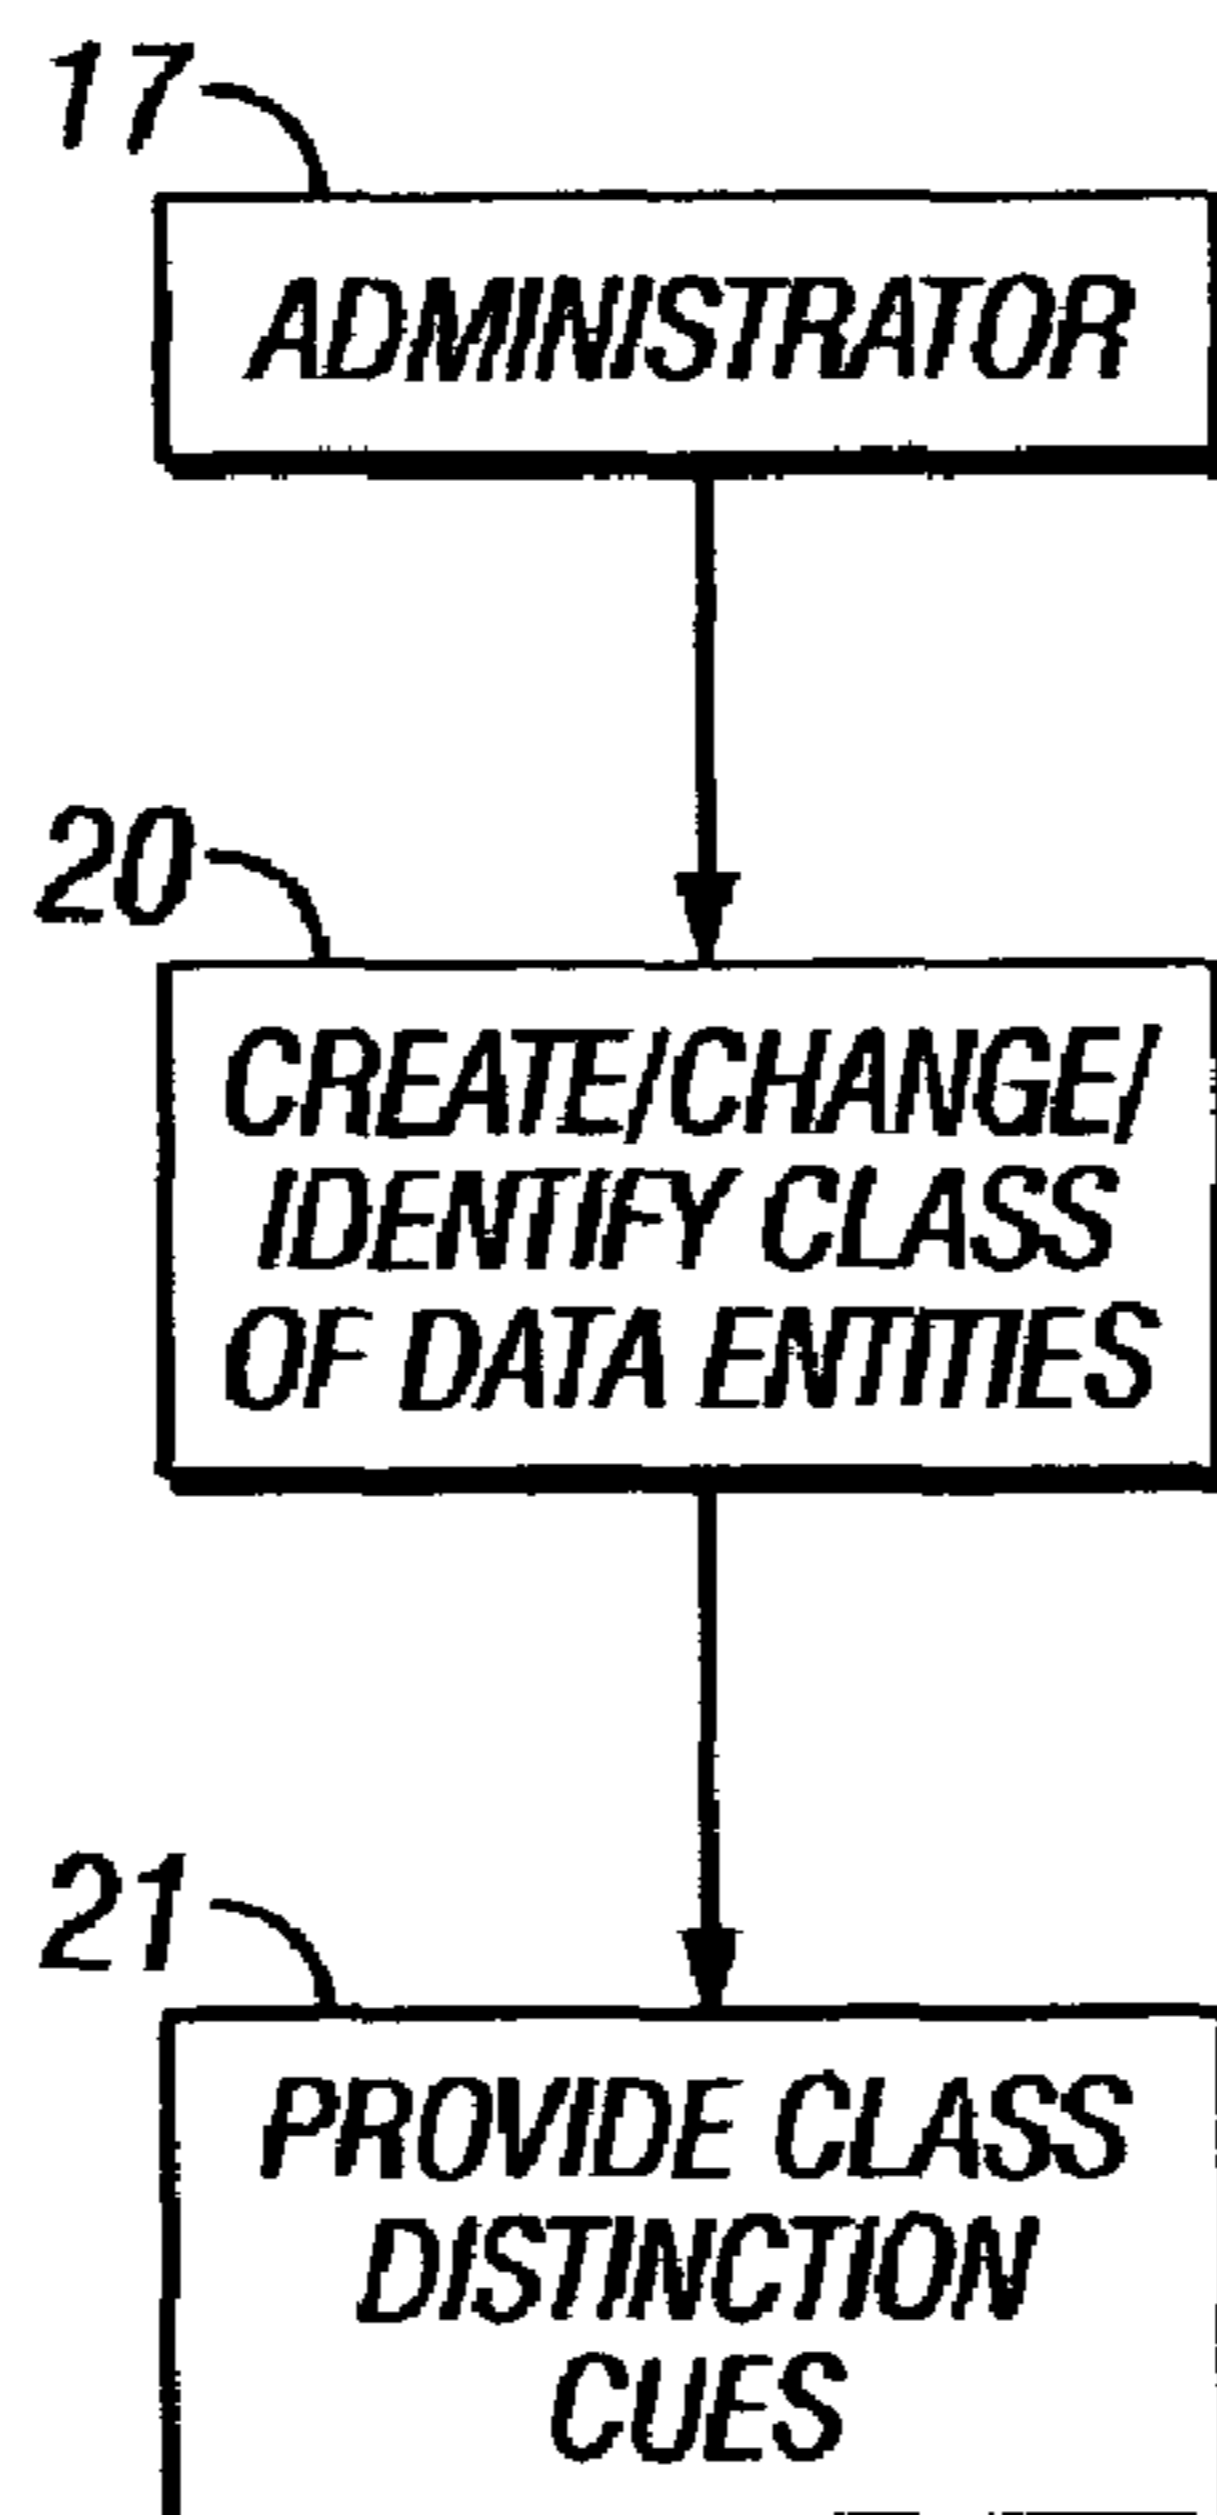 17
ADMINISTRATOR
20
CREATE/CHANGE/
IDENTIFY CLASS
OF DATA ENTITIES
21
PROVIDE CLASS
DISTINCTION
CUES